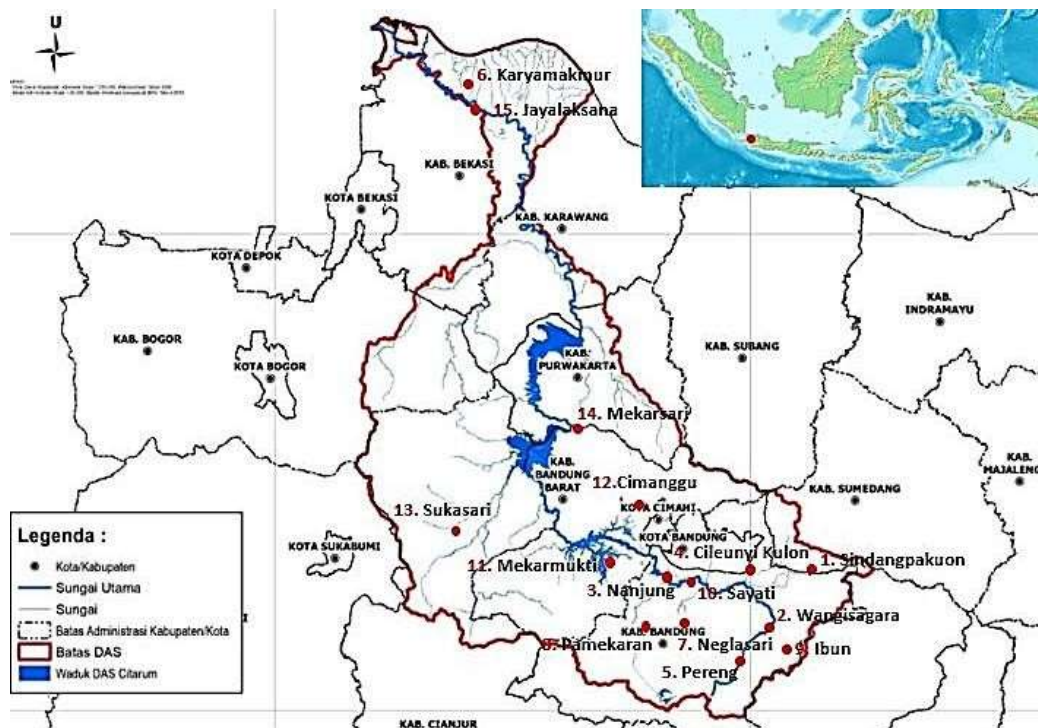 U
6. Karyamakmur
15. Jayalaksana
KAB. BEKASI
KOTA BEKASI
KAB. KARAWANG
KOTA DEPOK
KAB. INDRAMAYU
KAB. BOGOR
KAB. PURWAKARTA
KAB. SUBANG
KOTA BOGOR
14. Mekarsari
KAB. BANDUNG BARAT
KAB. MAJALENG
12.Cimanggu
KAB. SUMEDANG
KOTA CIMAHI
13. Sukasari
KOTA BANDUNG
KOTA SUKABUMI
4. Cileunyi Kulon
1. Sindangpakuon
11. Mekarmukti
3. Nanjung
10. Sayati
2. Wangisagara
KAB. BANDUNG
8. Pamekaran
7. Neglasari
9. Ibun
5. Pereng
KAB. CIANJUR
Legenda :
Kota/Kabupaten
Sungai Utama
Sungai
Batas Administrasi Kabupaten/Kota
Batas DAS
Waduk DAS Citarum